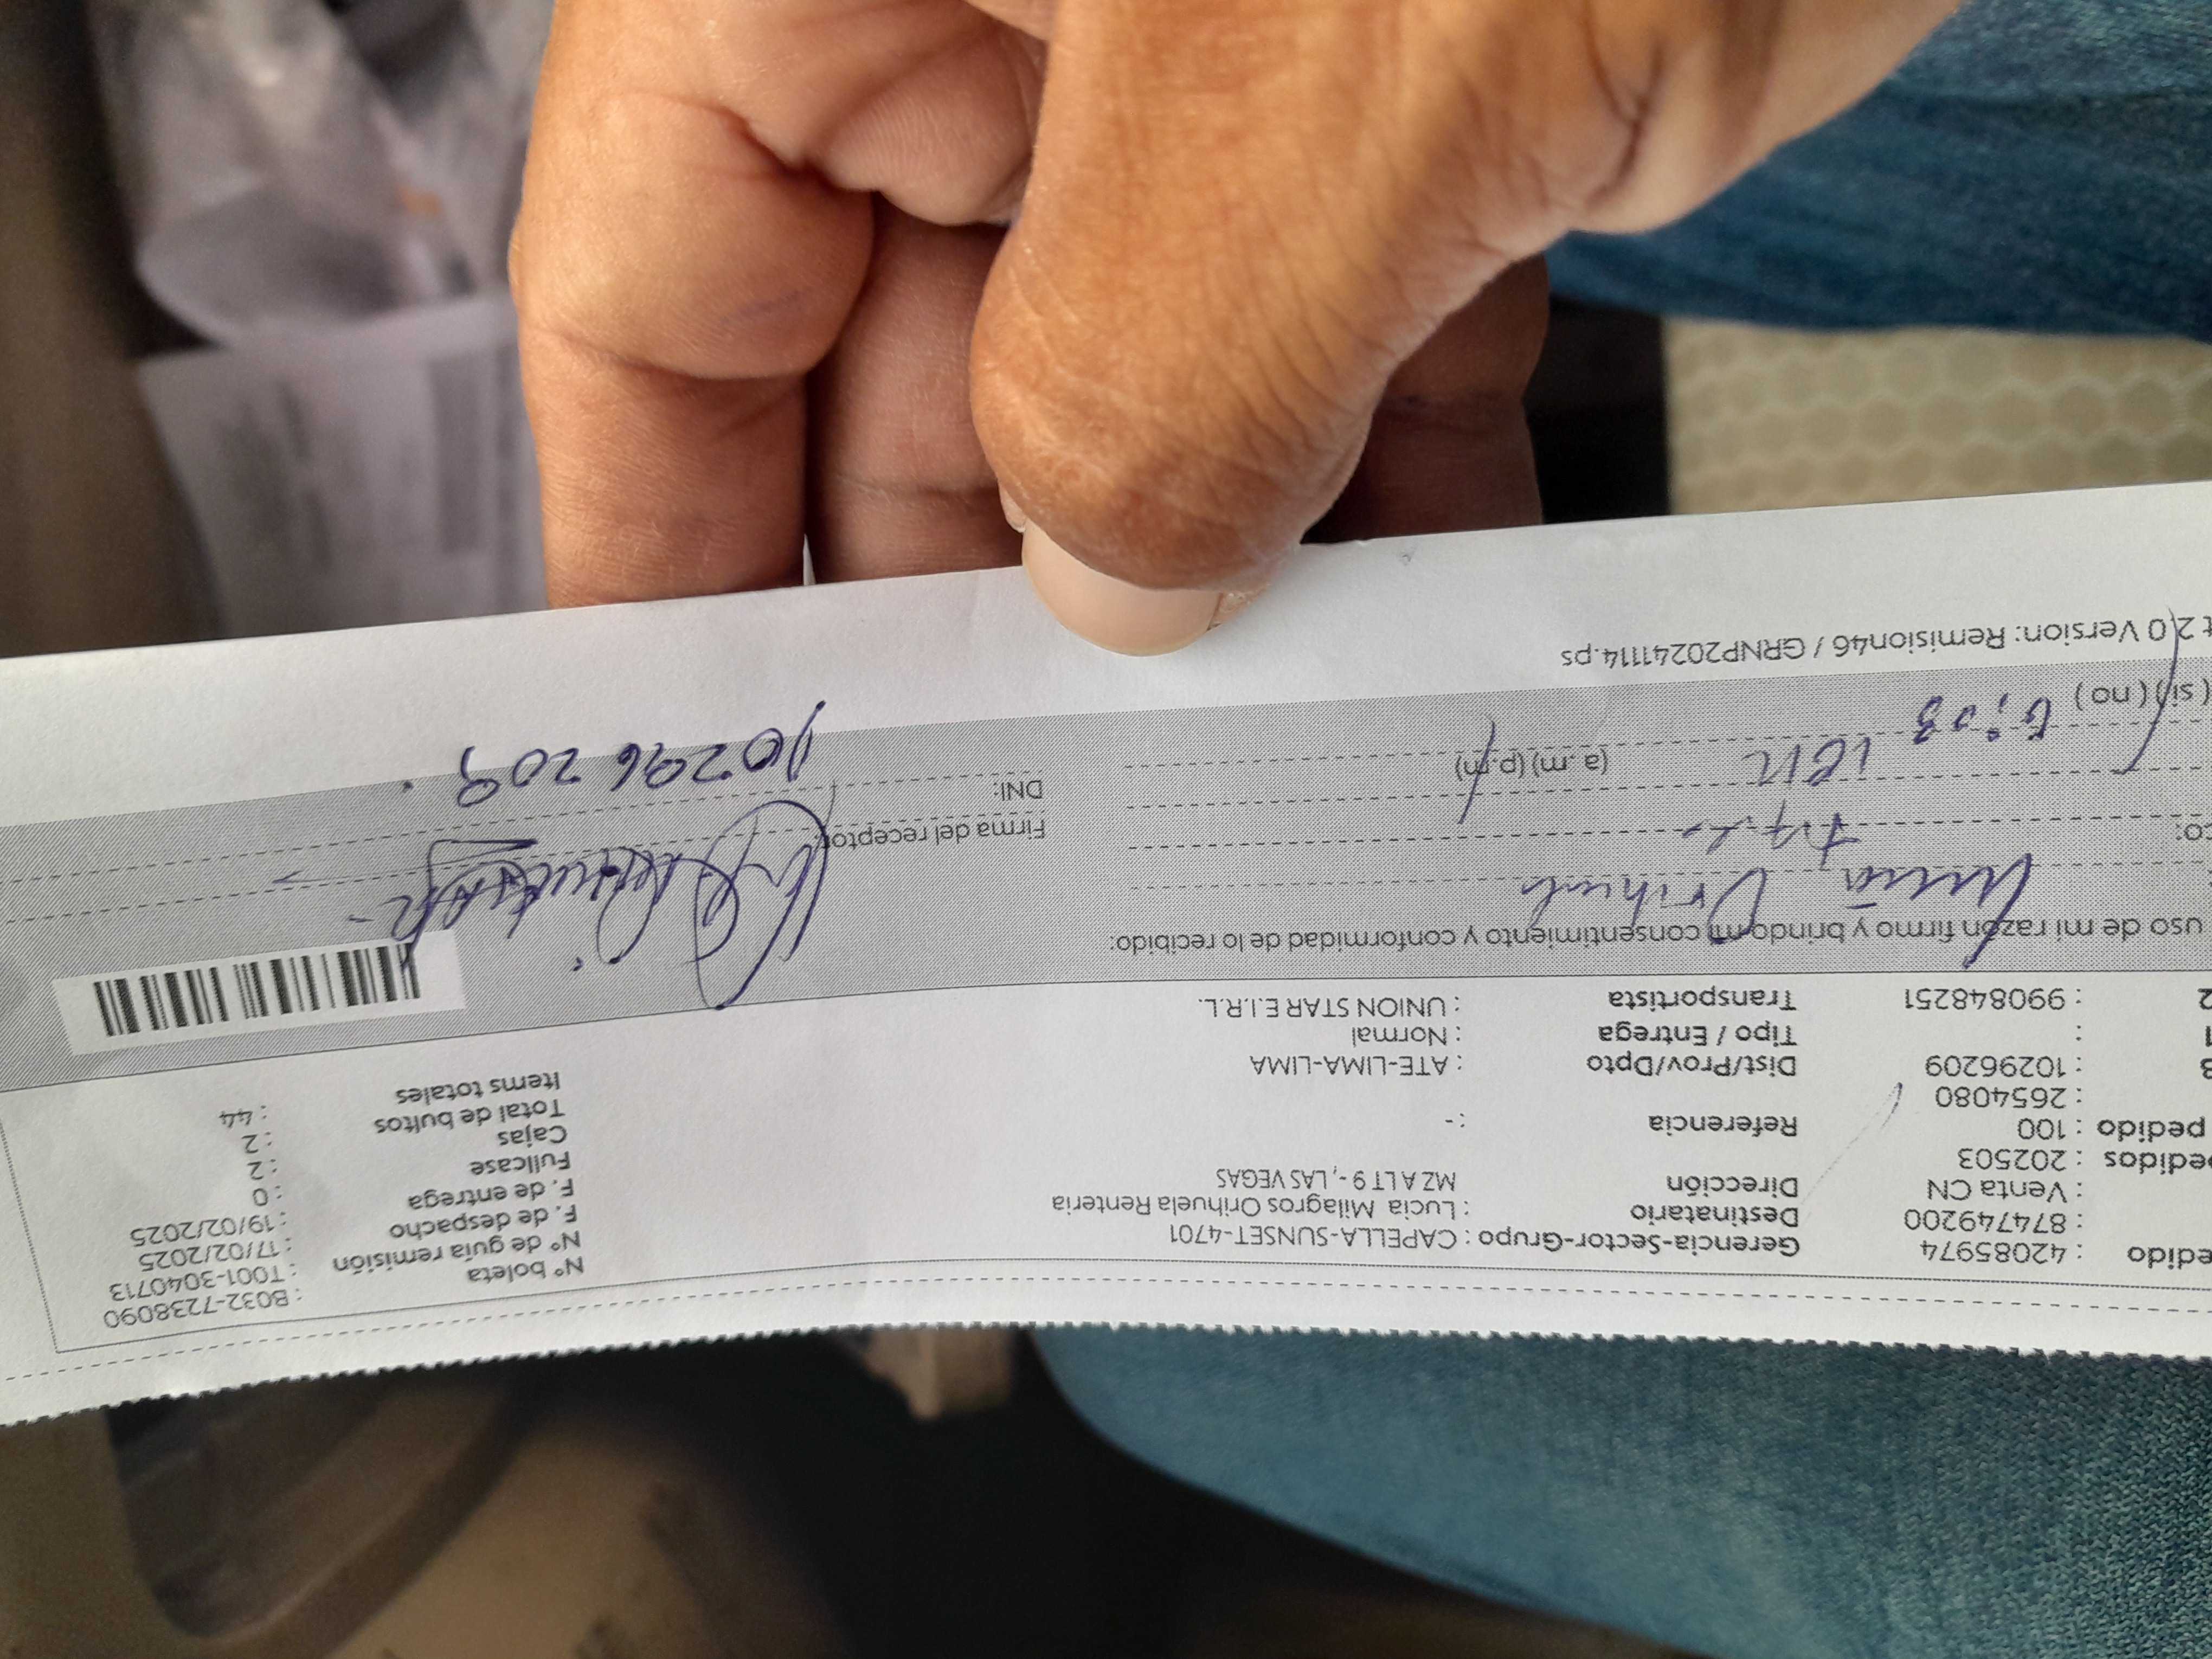 Nº boleta : B032-7238090
Nº de guía remisión : T001-3040713
F. de despacho : 17/02/2025
F. de entrega : 19/02/2025
Fullcase : 0
Cajas : 2
Total de bultos : 2
Items totales : 44
Gerencia-Sector-Grupo : CAPELLA-SUNSET-4701
Destinatario : Lucia Milagros Orihuela Renteria
Dirección MZ A LT 9 -, LAS VEGAS
Referencia : -
Dist/Prov/Dpto : ATE-LIMA-LIMA
Tipo / Entrega : Normal
Transportista : UNION STAR E.I.R.L.
edido : 42085974
: 874749200
: Venta CN
edidos : 202503
pedido : 100
: 2654080
3 : 10296209
1 :
2 : 990848251
uso de mi razón firmo y brindo mi consentimiento y conformidad de lo recibido:
Firma del receptor:
DNI: 10296209
(a.m) (p.m)
( si ) ( no )
t 2.0 Version: Remision46 / GRNP20241114.ps